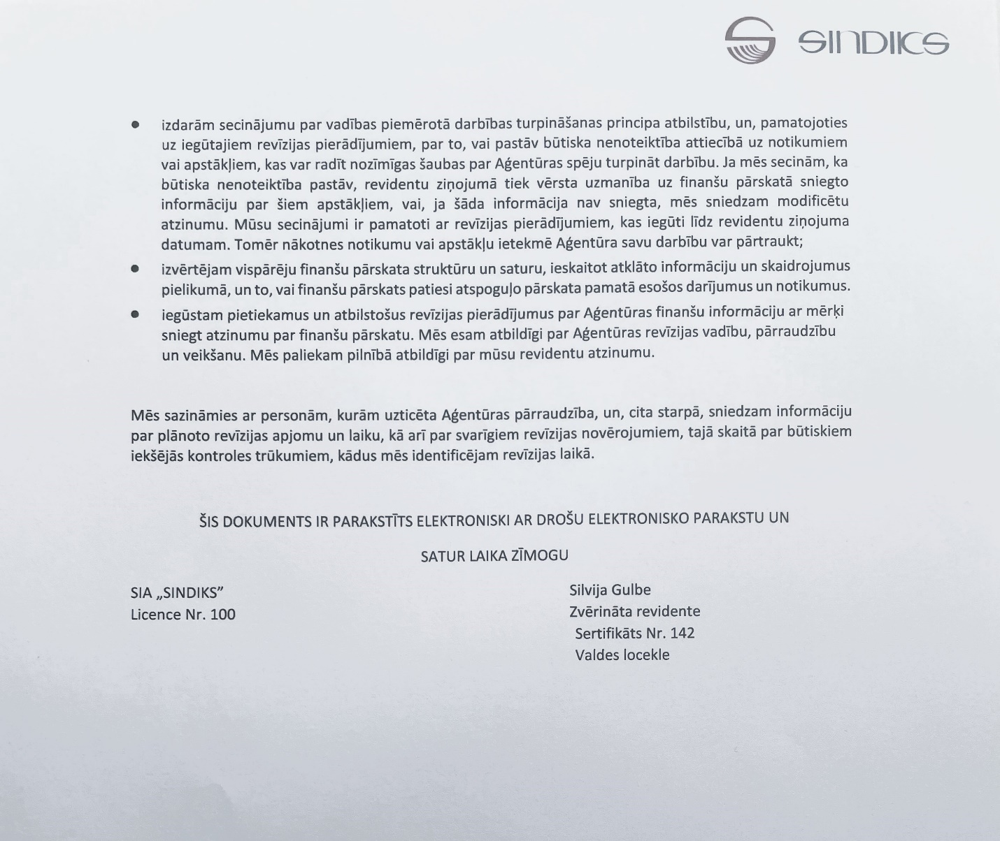 SINDIKS
● izdarām secinājumu par vadības piemērotā darbības turpināšanas principa atbilstību, un, pamatojoties
uz iegūtajiem revīzijas pierādījumiem, par to, vai pastāv būtiska nenoteiktība attiecībā uz notikumiem
vai apstākļiem, kas var radīt nozīmīgas šaubas par Aģentūras spēju turpināt darbību. Ja mēs secinām, ka
būtiska nenoteiktība pastāv, revidentu ziņojumā tiek vērsta uzmanība uz finanšu pārskatā sniegto
informāciju par šiem apstākļiem, vai, ja šāda informācija nav sniegta, mēs sniedzam modificētu
atzinumu. Mūsu secinājumi ir pamatoti ar revīzijas pierādījumiem, kas iegūti līdz revidentu ziņojuma
datumam. Tomēr nākotnes notikumu vai apstākļu ietekmē Aģentūra savu darbību var pārtraukt;
● izvērtējam vispārēju finanšu pārskata struktūru un saturu, ieskaitot atklāto informāciju un skaidrojumus
pielikumā, un to, vai finanšu pārskats patiesi atspoguļo pārskata pamatā esošos darījumus un notikumus.
● iegūstam pietiekamus un atbilstošus revīzijas pierādījumus par Aģentūras finanšu informāciju ar mērķi
sniegt atzinumu par finanšu pārskatu. Mēs esam atbildīgi par Aģentūras revīzijas vadību, pārraudzību
un veikšanu. Mēs paliekam pilnībā atbildīgi par mūsu revidentu atzinumu.
Mēs sazināmies ar personām, kurām uzticēta Aģentūras pārraudzība, un, cita starpā, sniedzam informāciju
par plānoto revīzijas apjomu un laiku, kā arī par svarīgiem revīzijas novērojumiem, tajā skaitā par būtiskiem
iekšējās kontroles trūkumiem, kādus mēs identificējam revīzijas laikā.
ŠIS DOKUMENTS IR PARAKSTĪTS ELEKTRONISKI AR DROŠU ELEKTRONISKO PARAKSTU UN
SATUR LAIKA ZĪMOGU
SIA „SINDIKS”
Licence Nr. 100
Silvija Gulbe
Zvērināta revidente
Sertifikāts Nr. 142
Valdes locekle